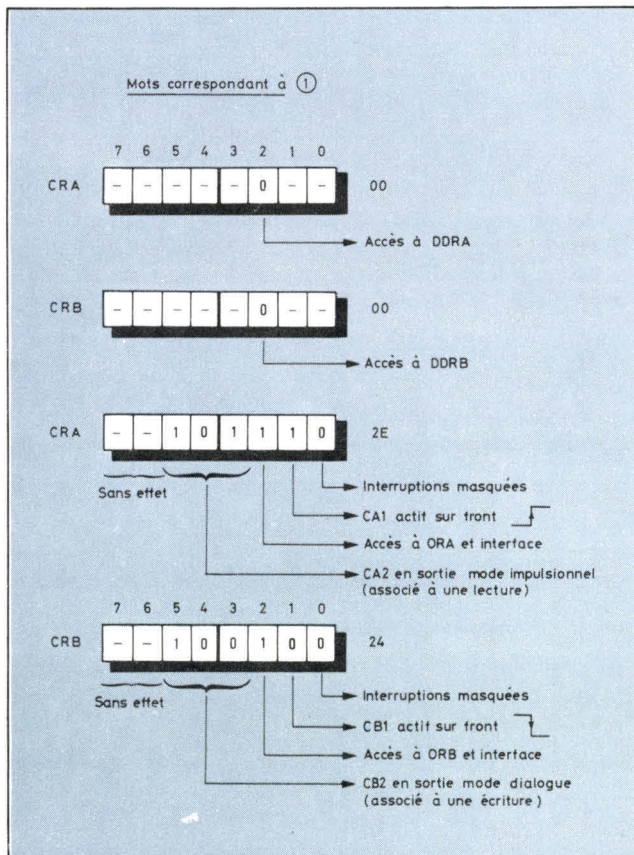 Mots correspondant à ①
7 6 5 4 3 2 1 0
CRA - - - - - 0 - - 00
Accès à DDRA
CRB - - - - - 0 - - 00
Accès à DDRB
CRA - - 1 0 1 1 1 0 2E
Sans effet
Interruptions masquées
CA1 actif sur front
Accès à ORA et interface
CA2 en sortie mode impulsionnel
(associé à une lecture)
7 6 5 4 3 2 1 0
CRB - - 1 0 0 1 0 0 24
Sans effet
Interruptions masquées
CB1 actif sur front
Accès à ORB et interface
CB2 en sortie mode dialogue
(associé à une écriture)